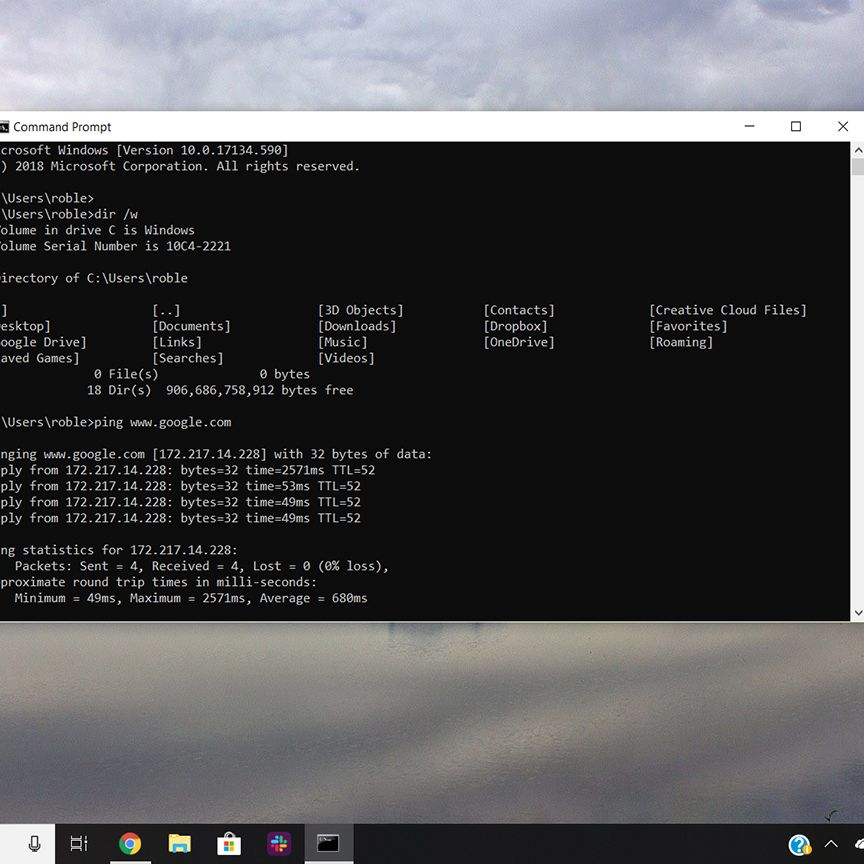 Command Prompt
crosoft Windows [Version 10.0.17134.590]
) 2018 Microsoft Corporation. All rights reserved.
\Users\roble>
\Users\roble>dir /w
olume in drive C is Windows
olume Serial Number is 10C4-2221
irectory of C:\Users\roble
] [..] [3D Objects] [Contacts] [Creative Cloud Files]
esktop] [Documents] [Downloads] [Dropbox] [Favorites]
oogle Drive] [Links] [Music] [OneDrive] [Roaming]
aved Games] [Searches] [Videos]
0 File(s) 0 bytes
18 Dir(s) 906,686,758,912 bytes free
\Users\roble>ping www.google.com
nging www.google.com [172.217.14.228] with 32 bytes of data:
ply from 172.217.14.228: bytes=32 time=2571ms TTL=52
ply from 172.217.14.228: bytes=32 time=53ms TTL=52
ply from 172.217.14.228: bytes=32 time=49ms TTL=52
ply from 172.217.14.228: bytes=32 time=49ms TTL=52
ng statistics for 172.217.14.228:
Packets: Sent = 4, Received = 4, Lost = 0 (0% loss),
proximate round trip times in milli-seconds:
Minimum = 49ms, Maximum = 2571ms, Average = 680ms